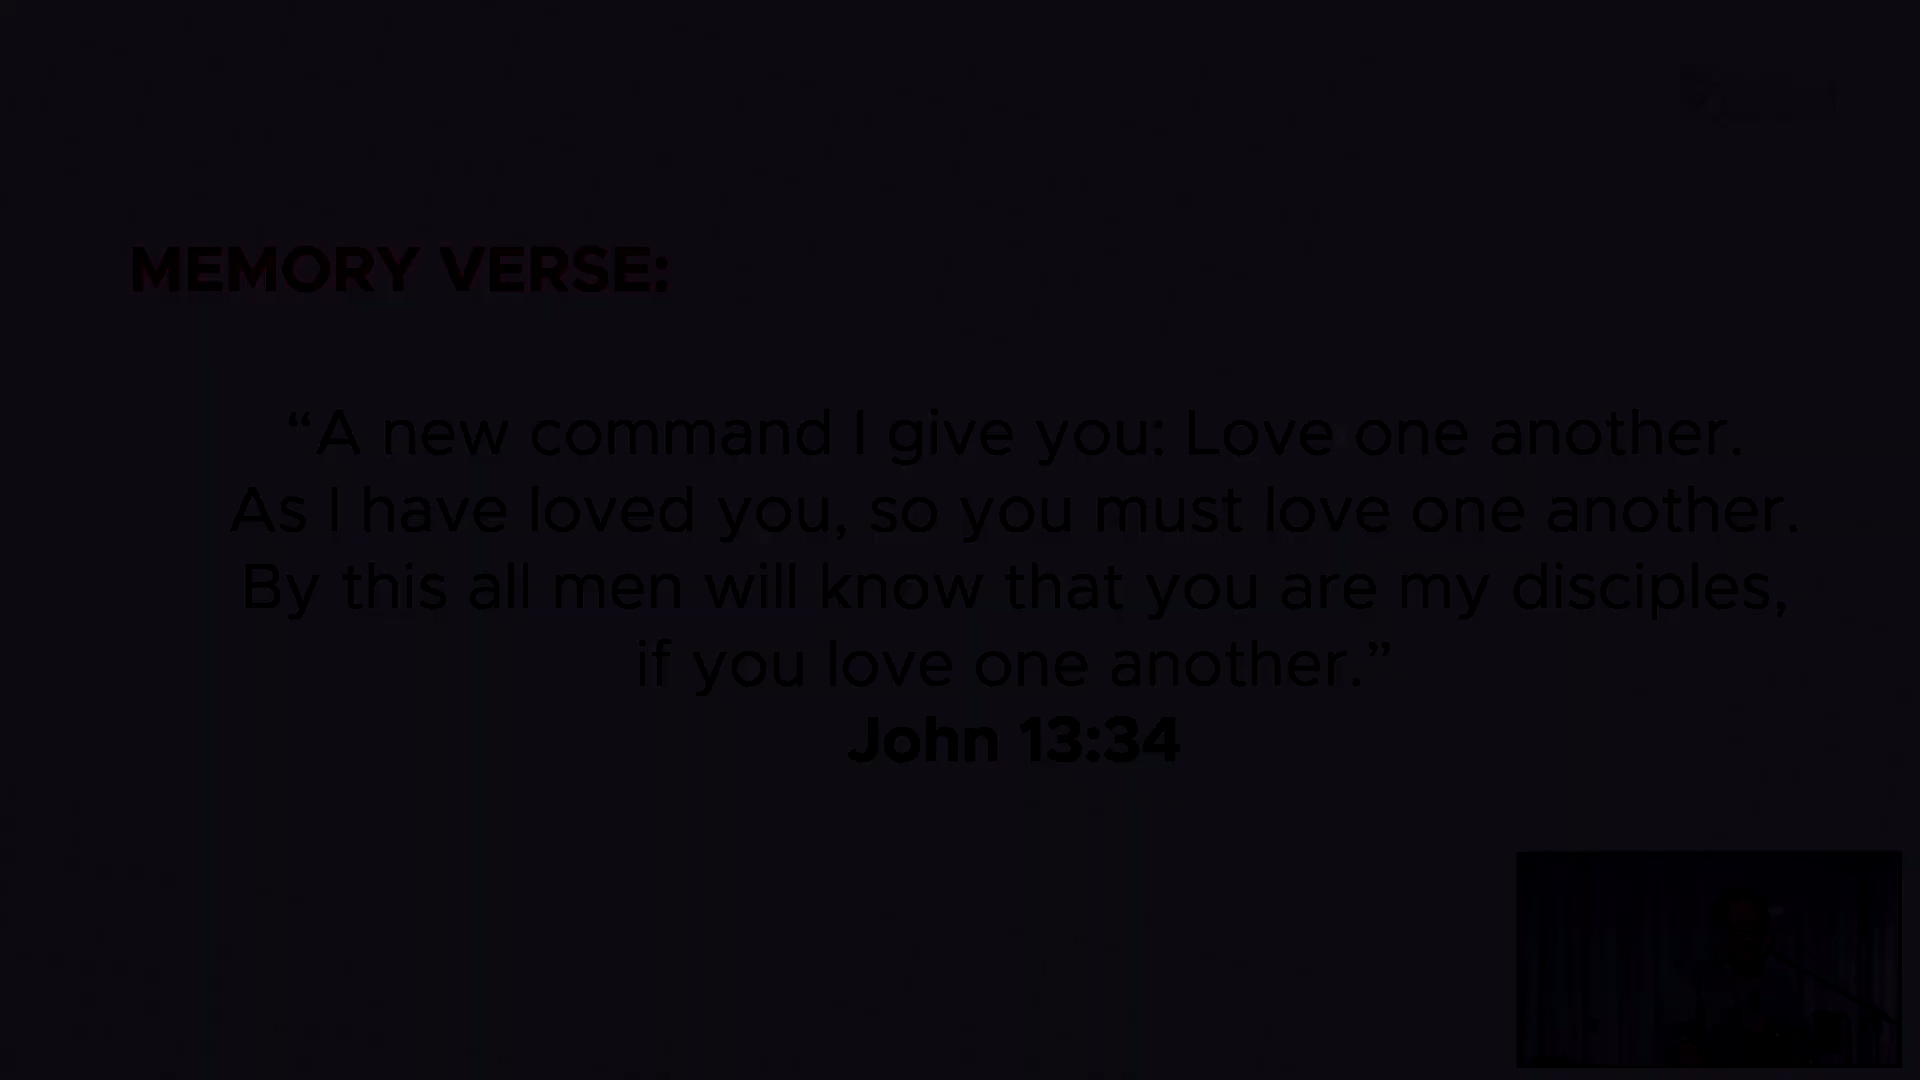 MEMORY VERSE:
“A new command I give you: Love one another.
As I have loved you, so you must love one another.
By this all men will know that you are my disciples,
if you love one another.”
John 13:34